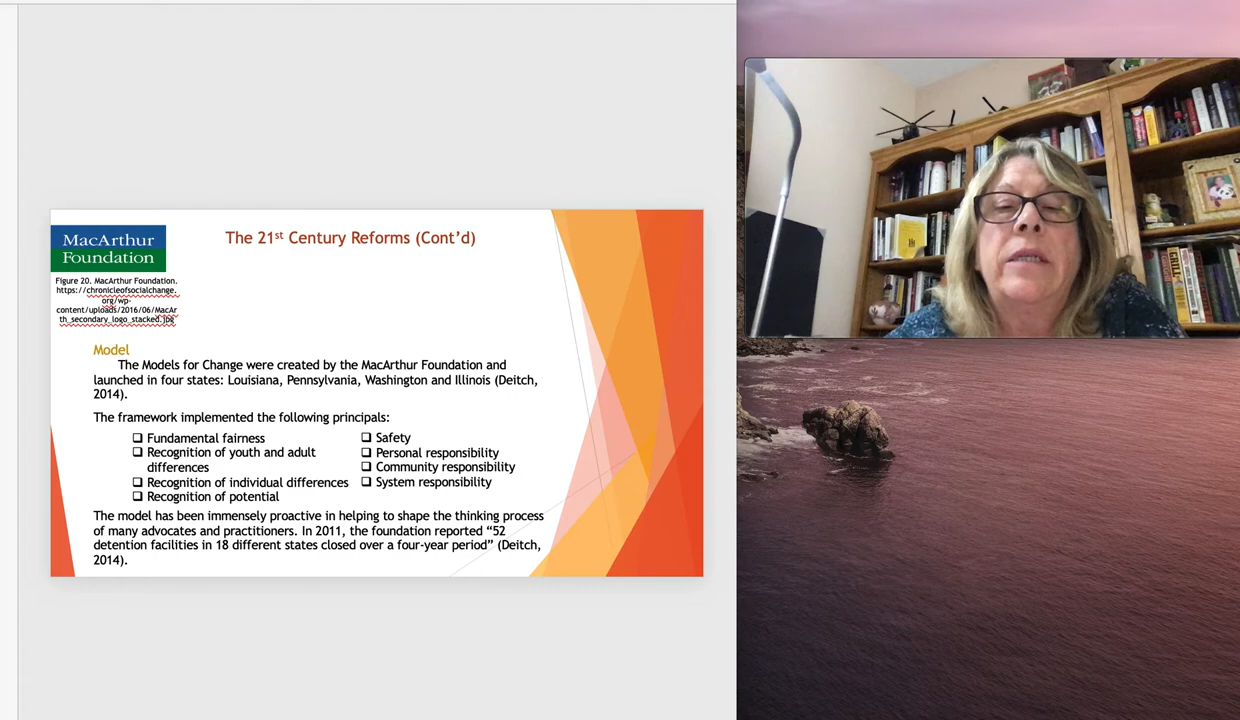 MacArthur
Foundation
The 21st Century Reforms (Cont'd)
Figure 20. MacArthur Foundation.
https://chronicleofsocialchange.
org/wp-
content/uploads/2016/06/MacAr
th_secondary_logo_stacked.jpg
Model
The Models for Change were created by the MacArthur Foundation and
launched in four states: Louisiana, Pennsylvania, Washington and Illinois (Deitch,
2014).
The framework implemented the following principals:
Fundamental fairness
Recognition of youth and adult
differences
Recognition of individual differences
Recognition of potential
Safety
Personal responsibility
Community responsibility
System responsibility
The model has been immensely proactive in helping to shape the thinking process
of many advocates and practitioners. In 2011, the foundation reported “52
detention facilities in 18 different states closed over a four-year period” (Deitch,
2014).